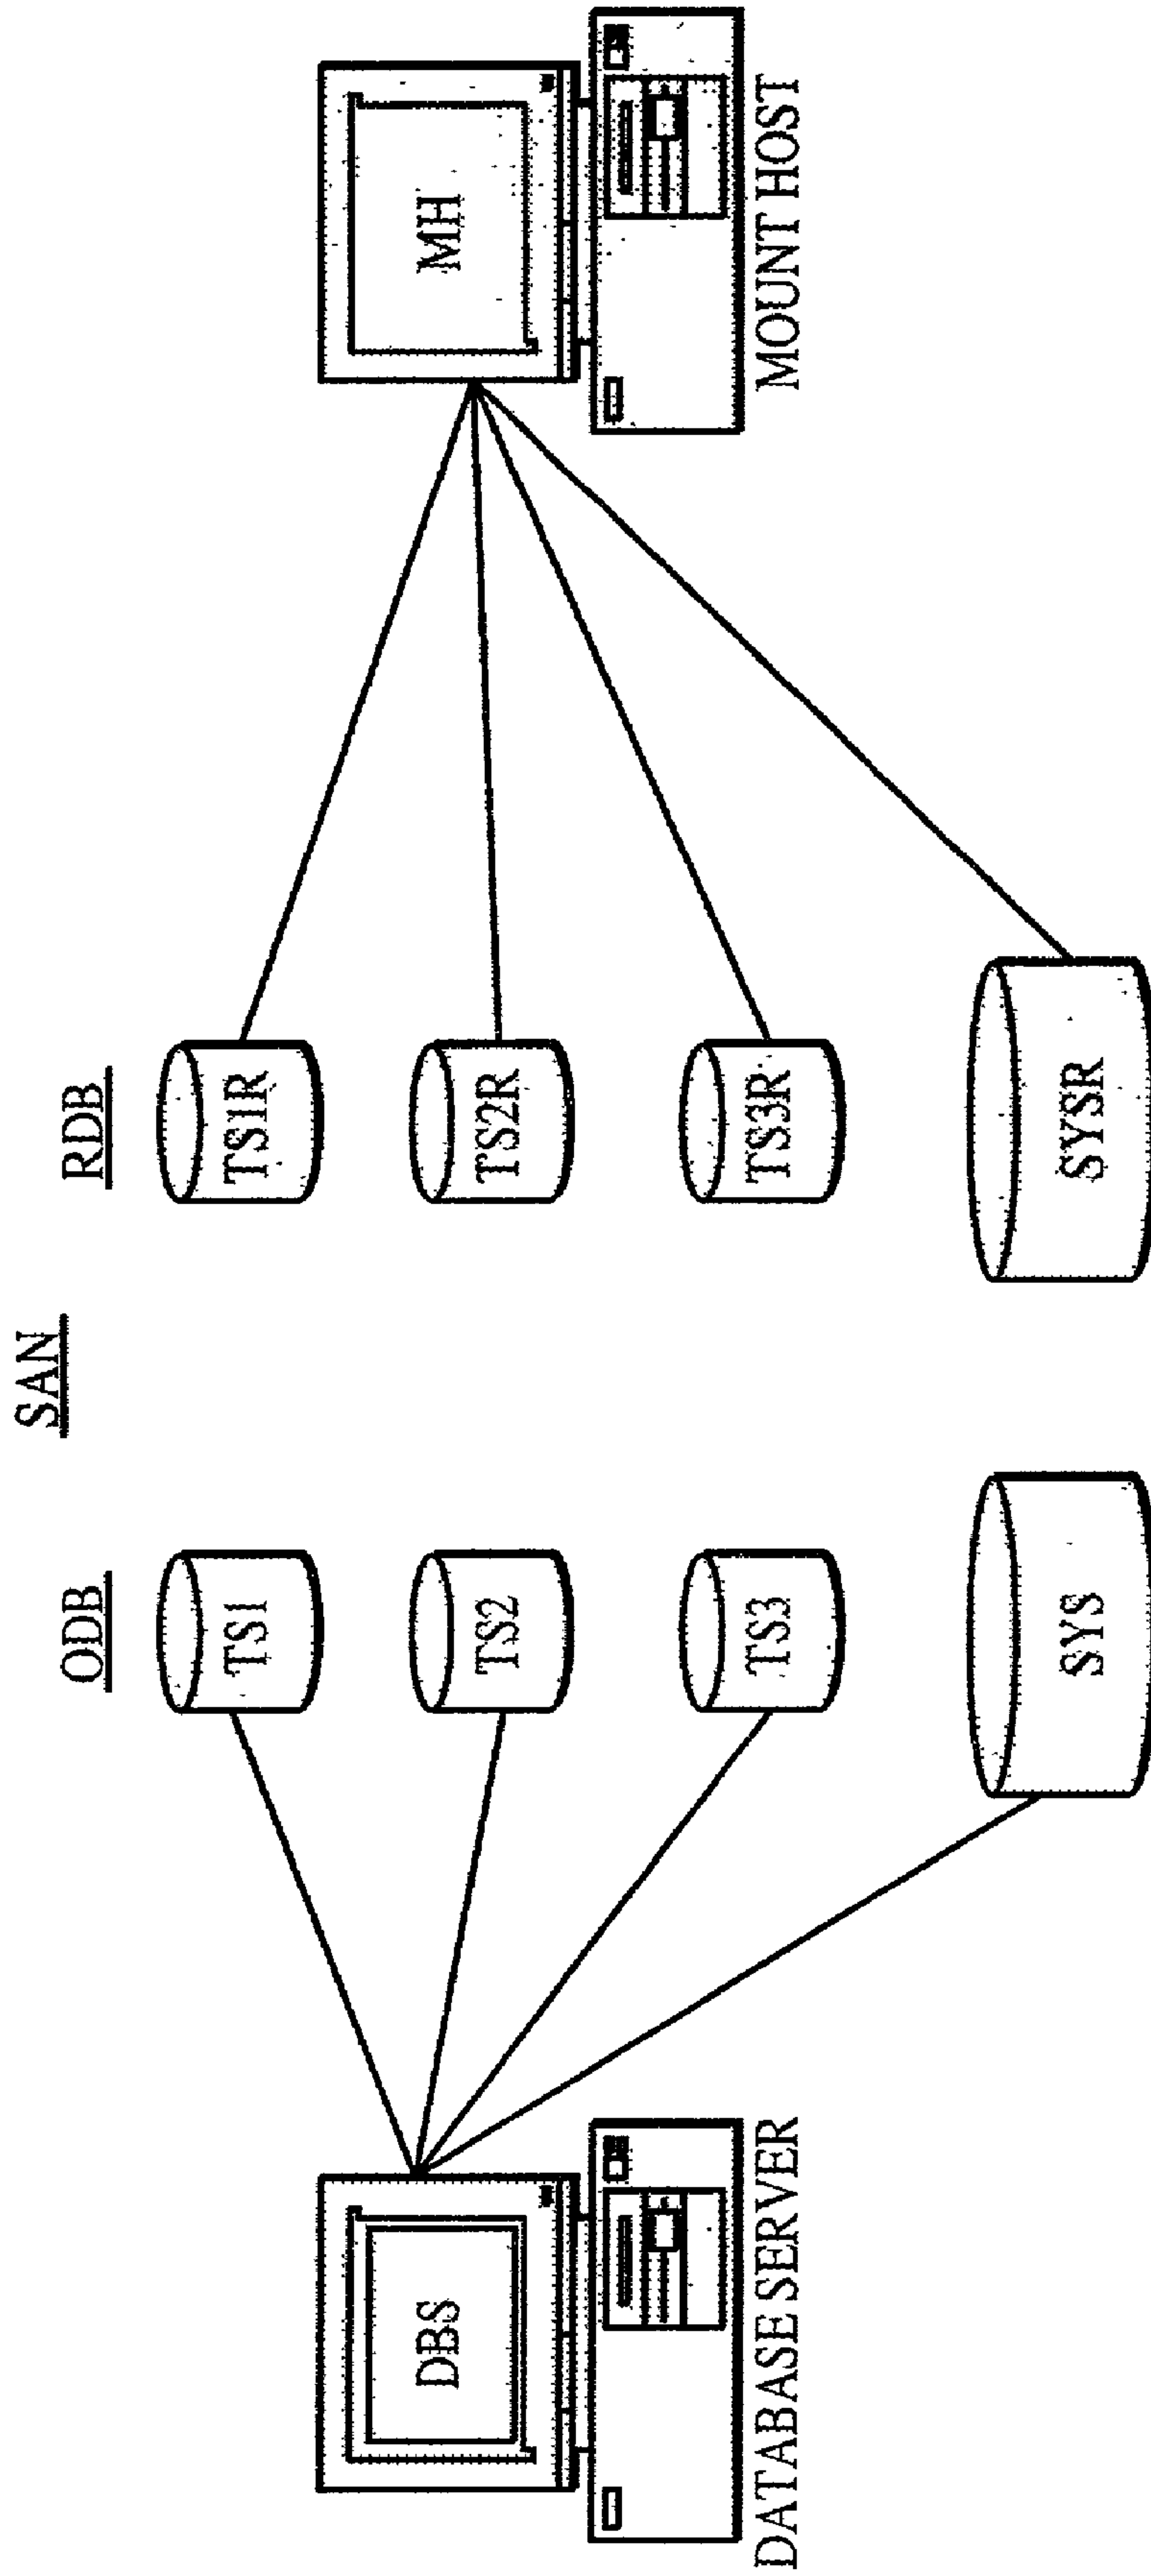 SAN
ODB
RDB
TS1
TS1R
DBS
TS2
TS2R
MH
TS3
TS3R
DATABASE SERVER
MOUNT HOST
SYS
SYSR